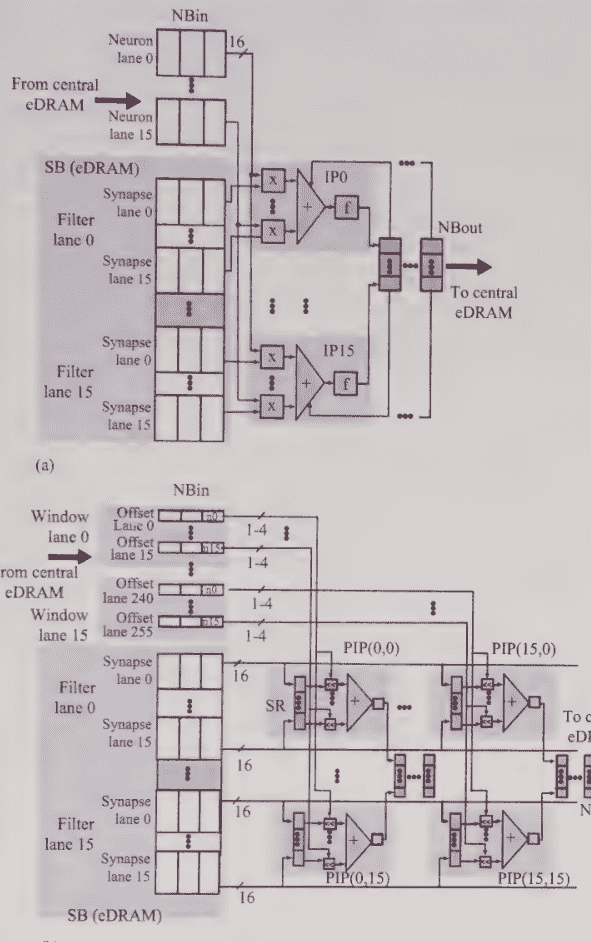 NBin
Neuron
lane 0
16
From central
eDRAM
Neuron
lane 15
SB (eDRAM)
Synapse
lane 0
Filter
lane 0
Synapse
lane 15
x
x
+
IP0
f
NBout
To central
eDRAM
Synapse
lane 0
Filter
lane 15
Synapse
lane 15
x
x
+
IP15
f
(a)
NBin
Window
lane 0
Offset
Lane 0
n0
1-4
Offset
lane 15
n15
1-4
rom central
eDRAM
Offset
lane 240
n0
1-4
Window
lane 15
Offset
lane 255
n15
1-4
Synapse
lane 0
16
PIP(0,0)
PIP(15,0)
Filter
lane 0
SR
<<
<<
+
<<
<<
+
Synapse
lane 15
16
To c
eDR
Synapse
lane 0
16
N
Filter
lane 15
<<
<<
+
<<
<<
+
Synapse
lane 15
PIP(0,15)
PIP(15,15)
16
SB (eDRAM)